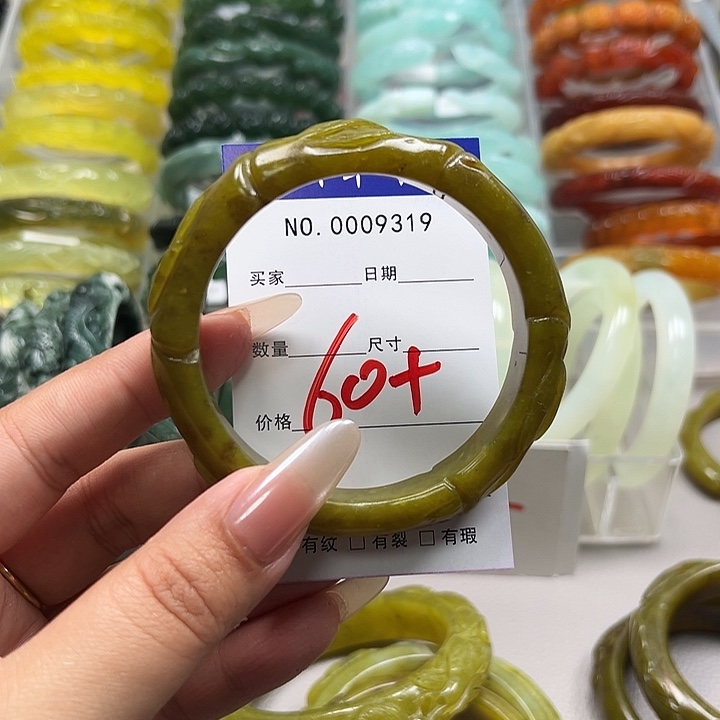 NO.0009319
买家 日期
数量 尺寸
60+
价格
有纹 □ 有裂 □ 有瑕